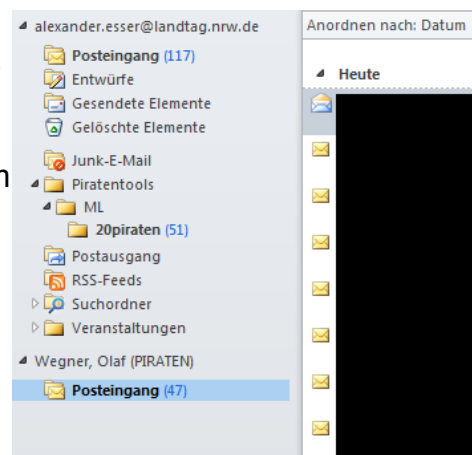 alexander.esser@landtag.nrw.de
Posteingang (117)
Entwürfe
Gesendete Elemente
Gelöschte Elemente
Junk-E-Mail
Piratentools
ML
20piraten (51)
Postausgang
RSS-Feeds
Suchordner
Veranstaltungen
Wegner, Olaf (PIRATEN)
Posteingang (47)
Anordnen nach: Datum
Heute